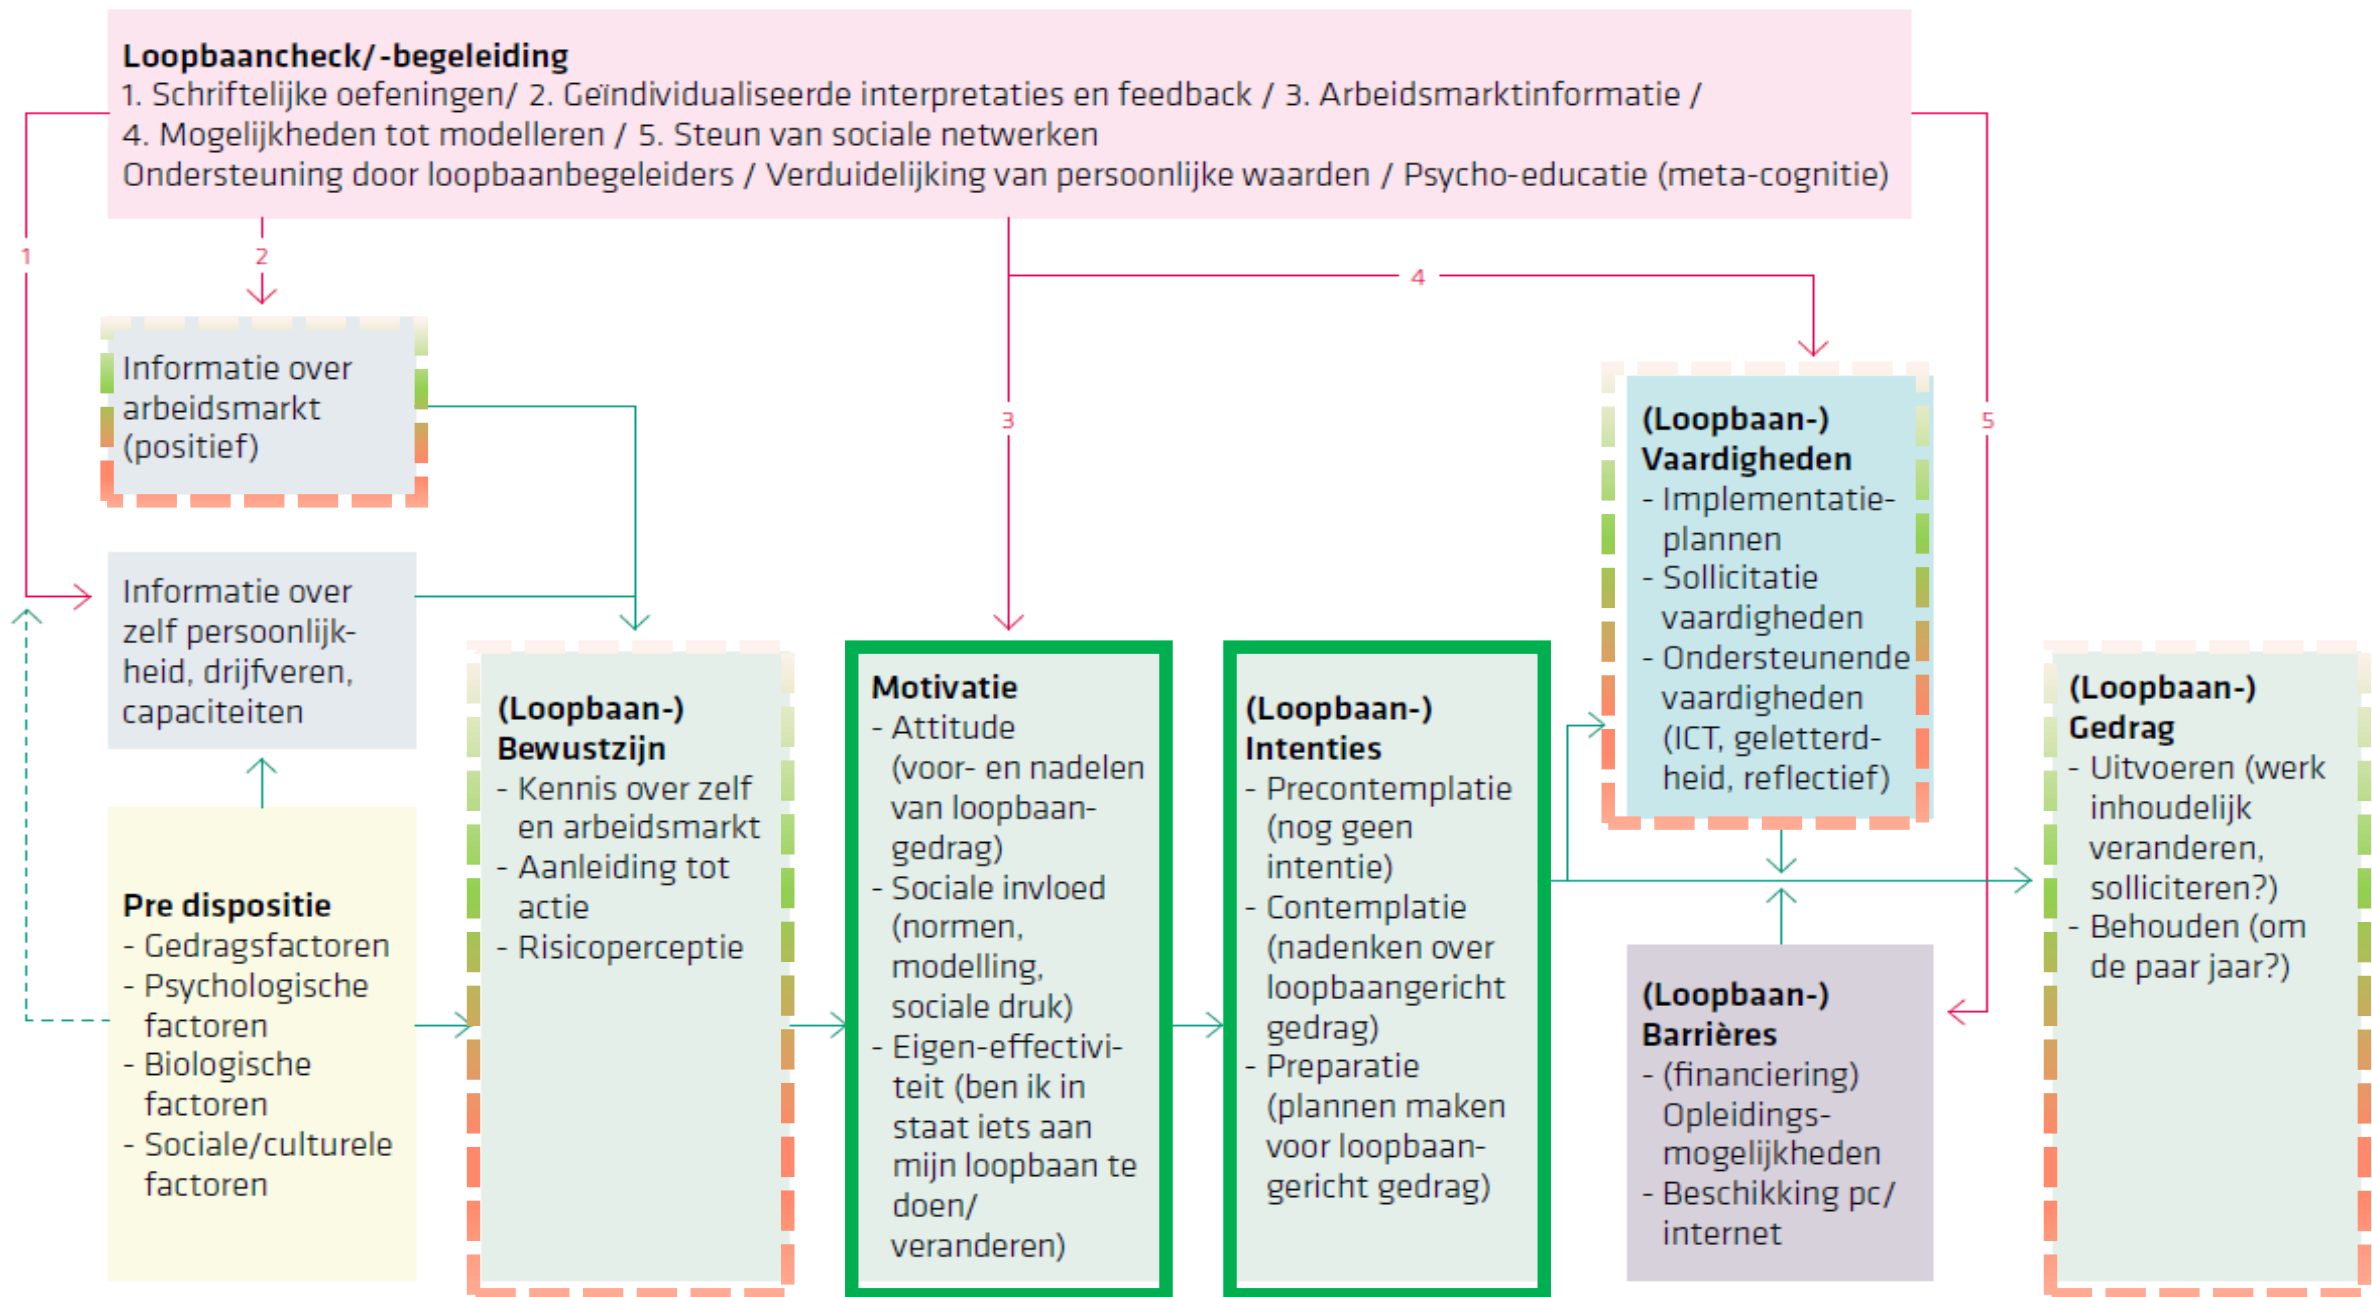 Loopbaancheck/-begeleiding
1. Schriftelijke oefeningen/ 2. Geïndividualiseerde interpretaties en feedback / 3. Arbeidsmarktinformatie /
4. Mogelijkheden tot modelleren / 5. Steun van sociale netwerken
Ondersteuning door loopbaanbegeleiders / Verduidelijking van persoonlijke waarden / Psycho-educatie (meta-cognitie)
1
2
3
4
5
Informatie over
arbeidsmarkt
(positief)
Informatie over
zelf persoonlijk-
heid, drijfveren,
capaciteiten
Pre dispositie
- Gedragsfactoren
- Psychologische
factoren
- Biologische
factoren
- Sociale/culturele
factoren
(Loopbaan-)
Bewustzijn
- Kennis over zelf
en arbeidsmarkt
- Aanleiding tot
actie
- Risicoperceptie
Motivatie
- Attitude
(voor- en nadelen
van loopbaan-
gedrag)
- Sociale invloed
(normen,
modelling,
sociale druk)
- Eigen-effectivi-
teit (ben ik in
staat iets aan
mijn loopbaan te
doen/
veranderen)
(Loopbaan-)
Intenties
- Precontemplatie
(nog geen
intentie)
- Contemplatie
(nadenken over
loopbaangericht
gedrag)
- Preparatie
(plannen maken
voor loopbaan-
gericht gedrag)
(Loopbaan-)
Vaardigheden
- Implementatie-
plannen
- Sollicitatie
vaardigheden
- Ondersteunende
vaardigheden
(ICT, geletterd-
heid, reflectief)
(Loopbaan-)
Barrières
- (financiering)
Opleidings-
mogelijkheden
- Beschikking pc/
internet
(Loopbaan-)
Gedrag
- Uitvoeren (werk
inhoudelijk
veranderen,
solliciteren?)
- Behouden (om
de paar jaar?)